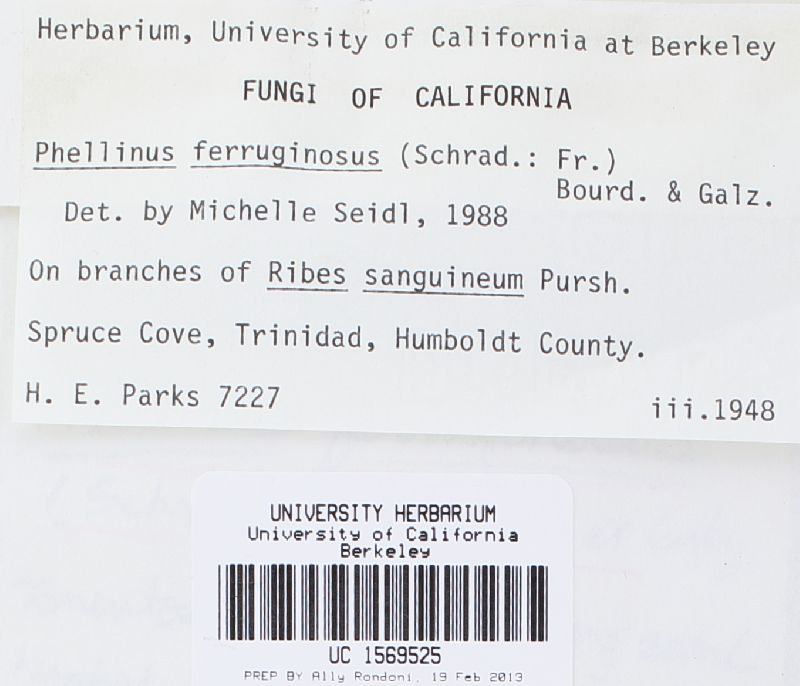 Herbarium, University of California at Berkeley
FUNGI OF CALIFORNIA
Phellinus ferruginosus (Schrad.: Fr.)
Bourd. & Galz.
Det. by Michelle Seidl, 1988
On branches of Ribes sanguineum Pursh.
Spruce Cove, Trinidad, Humboldt County.
H. E. Parks 7227 iii.1948
UNIVERSITY HERBARIUM
University of California
Berkeley
UC 1569525
PREP BY Ally Rondoni, 19 Feb 2013